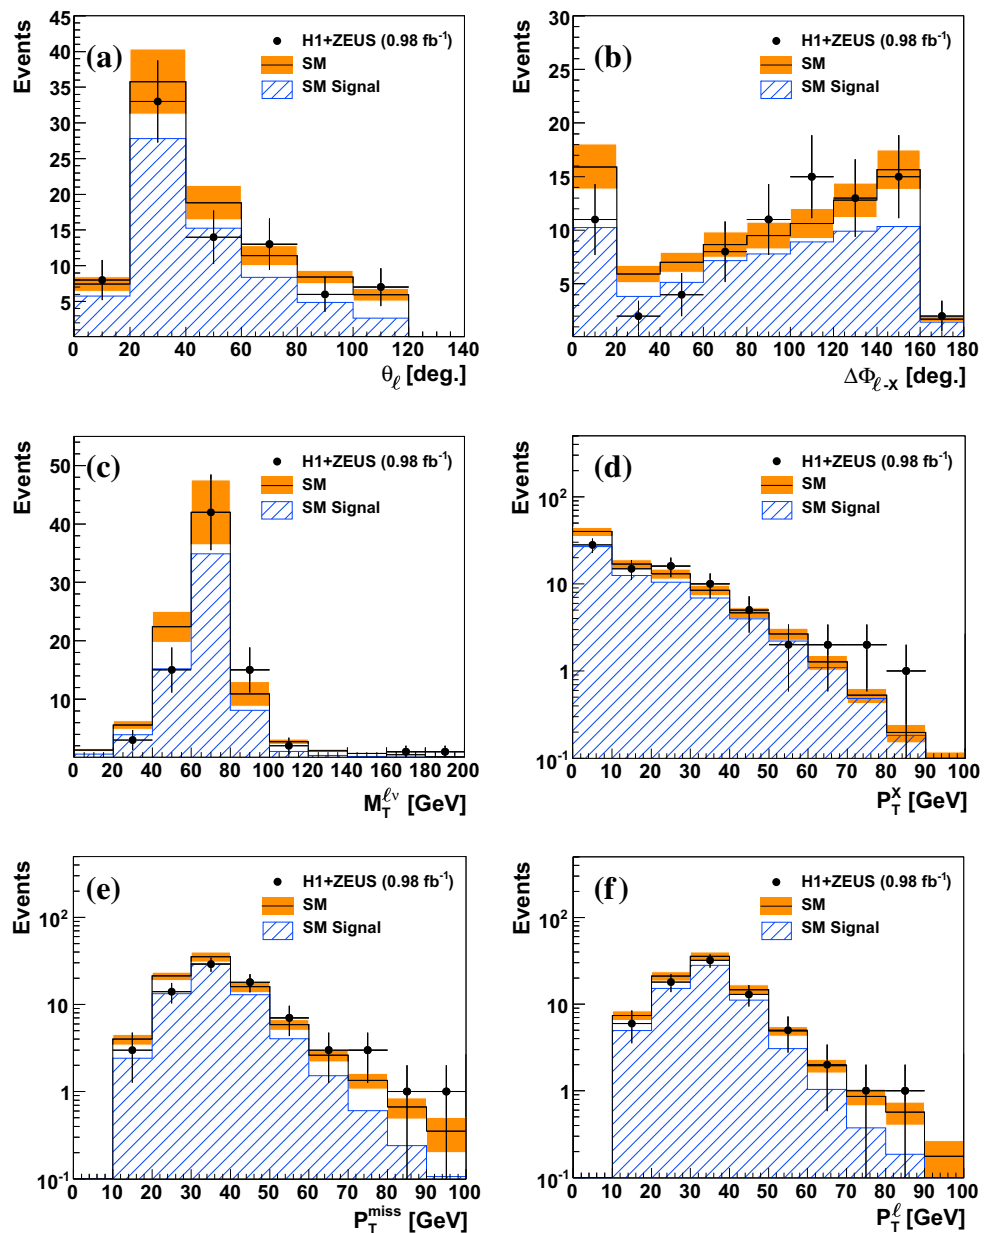 Events
45
40
35
30
25
20
15
10
5
(a)
H1+ZEUS (0.98 fb⁻¹)
SM
SM Signal
0 20 40 60 80 100 120 140
θℓ [deg.]
Events
30
25
20
15
10
5
(b)
H1+ZEUS (0.98 fb⁻¹)
SM
SM Signal
0 20 40 60 80 100 120 140 160 180
ΔΦℓ-X [deg.]
Events
50
40
30
20
10
(c)
H1+ZEUS (0.98 fb⁻¹)
SM
SM Signal
0 20 40 60 80 100 120 140 160 180 200
M_T^ℓν [GeV]
Events
10²
10
1
10⁻¹
(d)
H1+ZEUS (0.98 fb⁻¹)
SM
SM Signal
0 10 20 30 40 50 60 70 80 90 100
P_T^X [GeV]
Events
10²
10
1
10⁻¹
(e)
H1+ZEUS (0.98 fb⁻¹)
SM
SM Signal
0 10 20 30 40 50 60 70 80 90 100
P_T^miss [GeV]
Events
10²
10
1
10⁻¹
(f)
H1+ZEUS (0.98 fb⁻¹)
SM
SM Signal
0 10 20 30 40 50 60 70 80 90 100
P_T^ℓ [GeV]